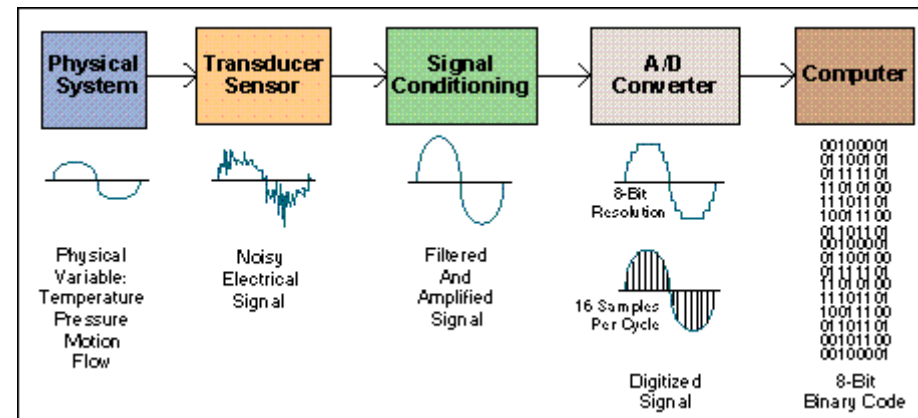 Physical
System
Transducer
Sensor
Signal
Conditioning
A/D
Converter
Computer
Physical
Variable:
Temperature
Pressure
Motion
Flow
Noisy
Electrical
Signal
Filtered
And
Amplified
Signal
8-Bit
Resolution
16 Samples
Per Cycle
Digitized
Signal
00100001
01100101
01111101
11010100
11101101
10011100
01101101
00100001
01100100
01111101
11010100
11101101
10011100
01101101
00101100
00100001
8-Bit
Binary Code